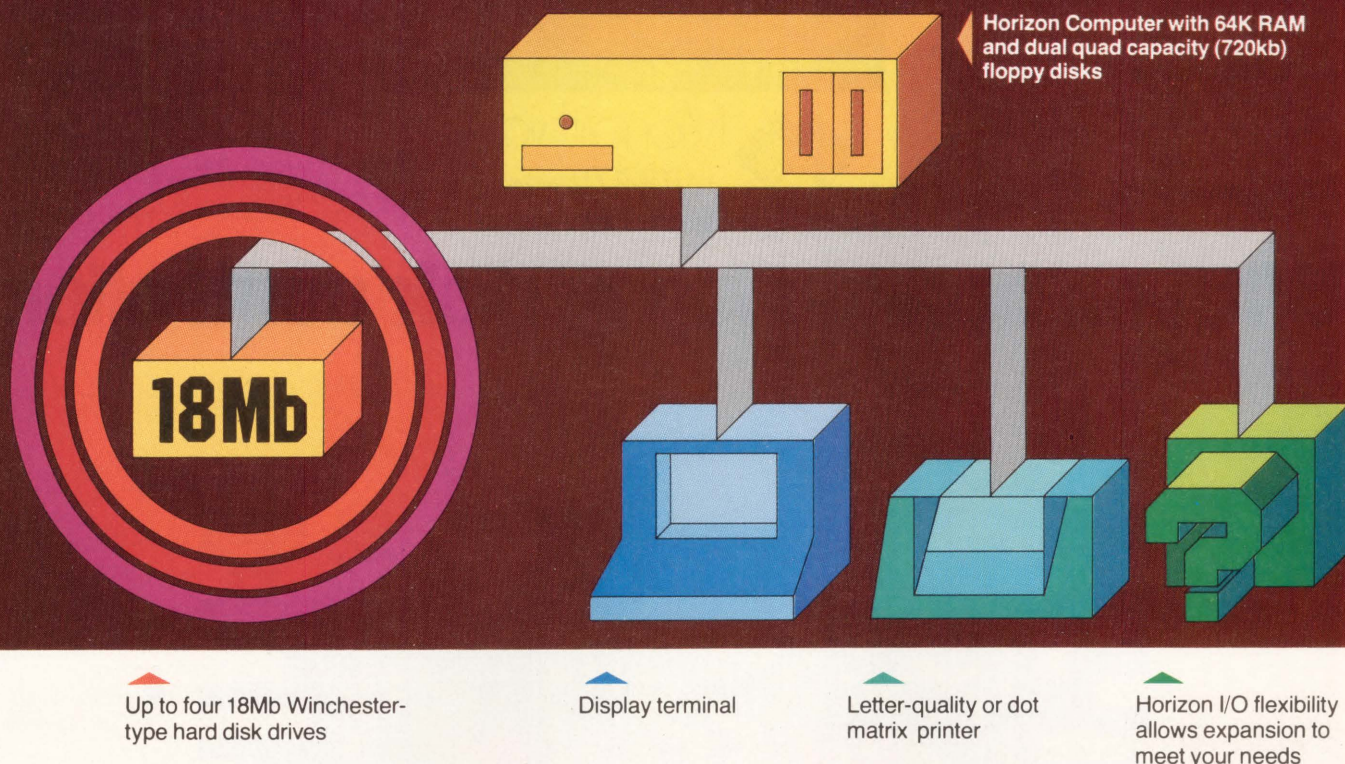 Horizon Computer with 64K RAM
and dual quad capacity (720kb)
floppy disks
18Mb
Up to four 18Mb Winchester-
type hard disk drives
Display terminal
Letter-quality or dot
matrix printer
Horizon I/O flexibility
allows expansion to
meet your needs